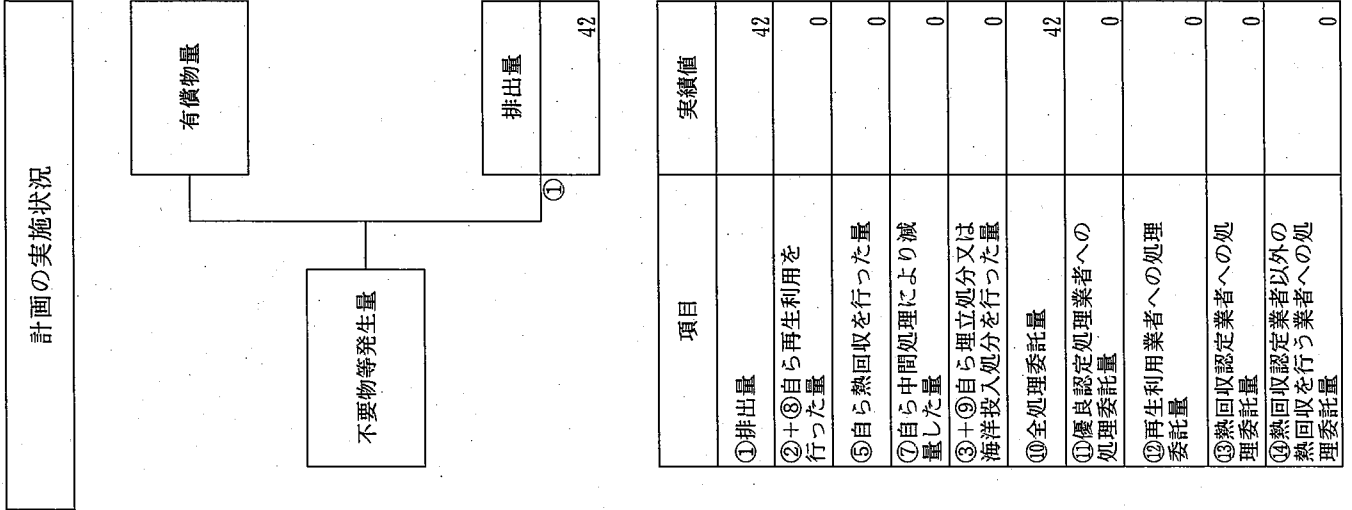 計画の実施状況
有償物量
不要物等発生量
排出量
① 42
項目 実績値
①排出量 42
②+⑧自ら再生利用を
行った量 0
⑤自ら熱回収を行った量 0
⑦自ら中間処理により減
量した量 0
③+⑨自ら埋立処分又は
海洋投入処分を行った量 0
⑩全処理委託量 42
⑪優良認定処理業者への
処理委託量 0
⑫再生利用業者への処理
委託量 0
⑬熱回収認定業者への処
理委託量 0
⑭熱回収認定業者以外の
熱回収を行う業者への処
理委託量 0